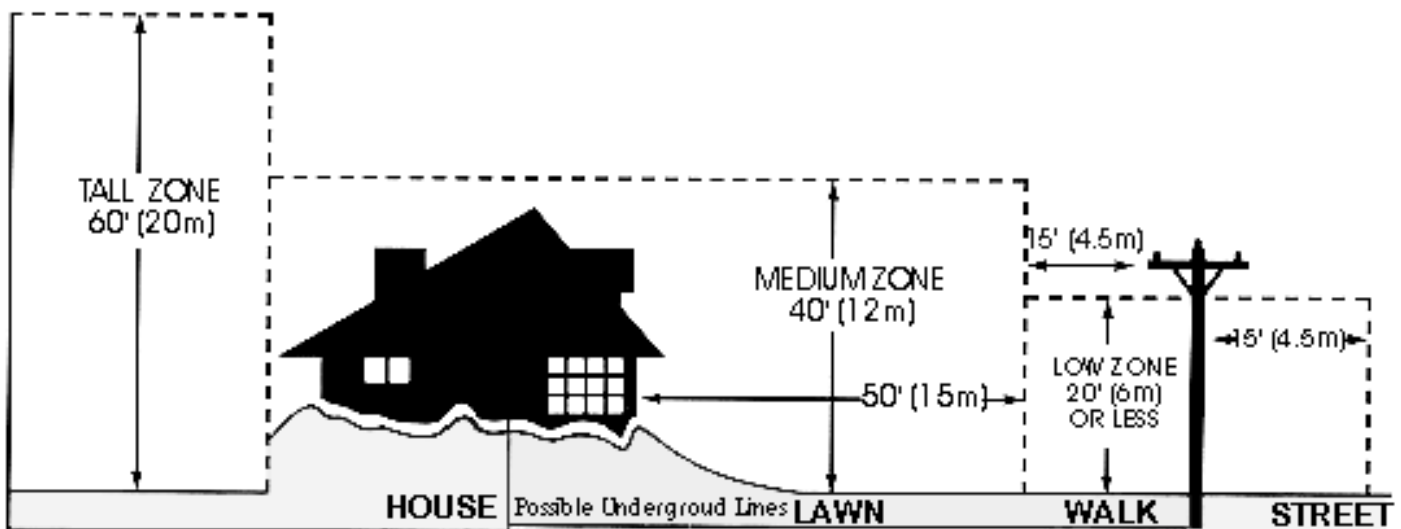 TALL ZONE
60' (20m)
MEDIUM ZONE
40' (12m)
15' (4.5m)
50' (15m)
LOW ZONE
20' (6m)
OR LESS
15' (4.5m)
HOUSE
Possible Undergroud Lines
LAWN
WALK
STREET